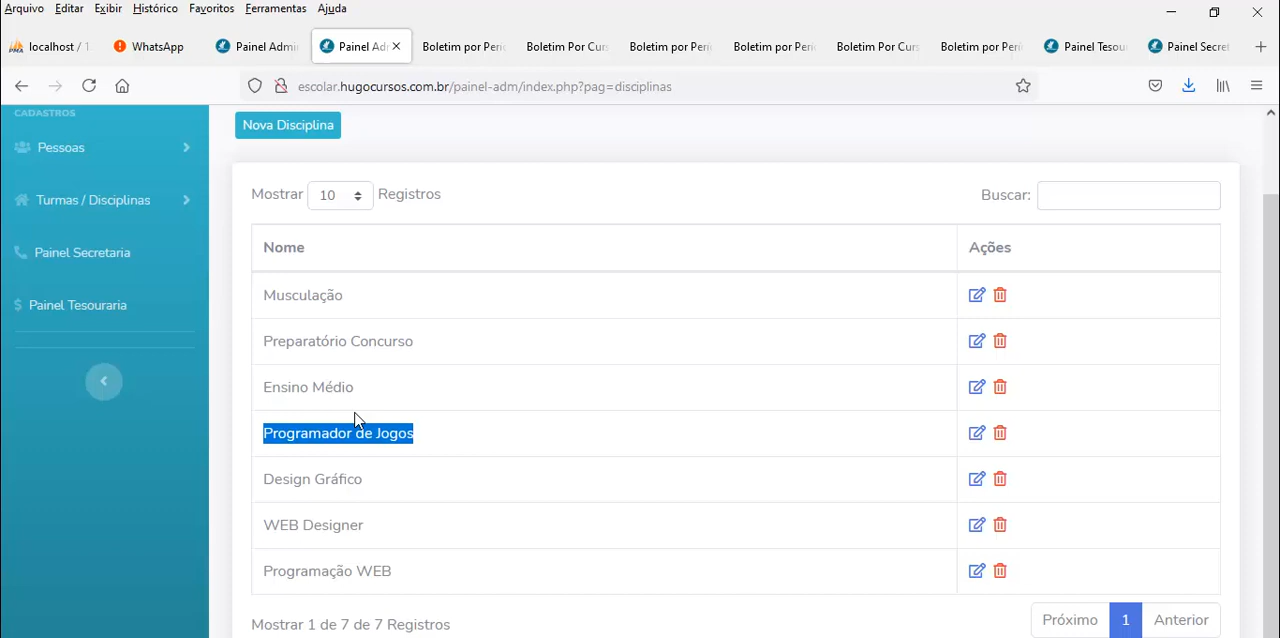 Arquivo Editar Exibir Histórico Favoritos Ferramentas Ajuda
localhost / 1
WhatsApp
Painel Admi
Painel Ad
Boletim por Peri
Boletim Por Curs
Boletim por Peri
Boletim por Peri
Boletim Por Curs
Boletim por Peri
Painel Tesou
Painel Secret
escolar.hugocursos.com.br/painel-adm/index.php?pag=disciplinas
CADASTROS
Pessoas
Turmas / Disciplinas
Painel Secretaria
$ Painel Tesouraria
Nova Disciplina
Mostrar 10 Registros
Buscar:
Nome Ações
Musculação
Preparatório Concurso
Ensino Médio
Programador de Jogos
Design Gráfico
WEB Designer
Programação WEB
Mostrar 1 de 7 de 7 Registros
Próximo 1 Anterior